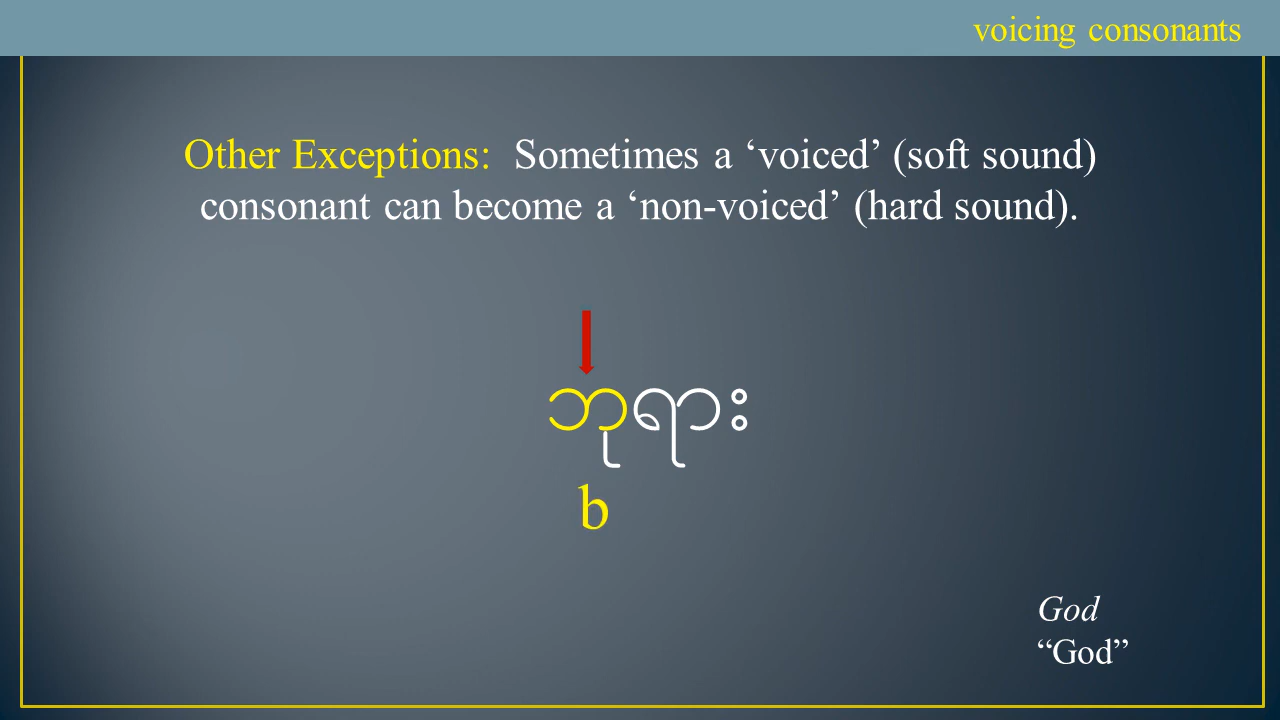 voicing consonants
Other Exceptions: Sometimes a ‘voiced’ (soft sound)
consonant can become a ‘non-voiced’ (hard sound).
ဘုရား
b
God
“God”